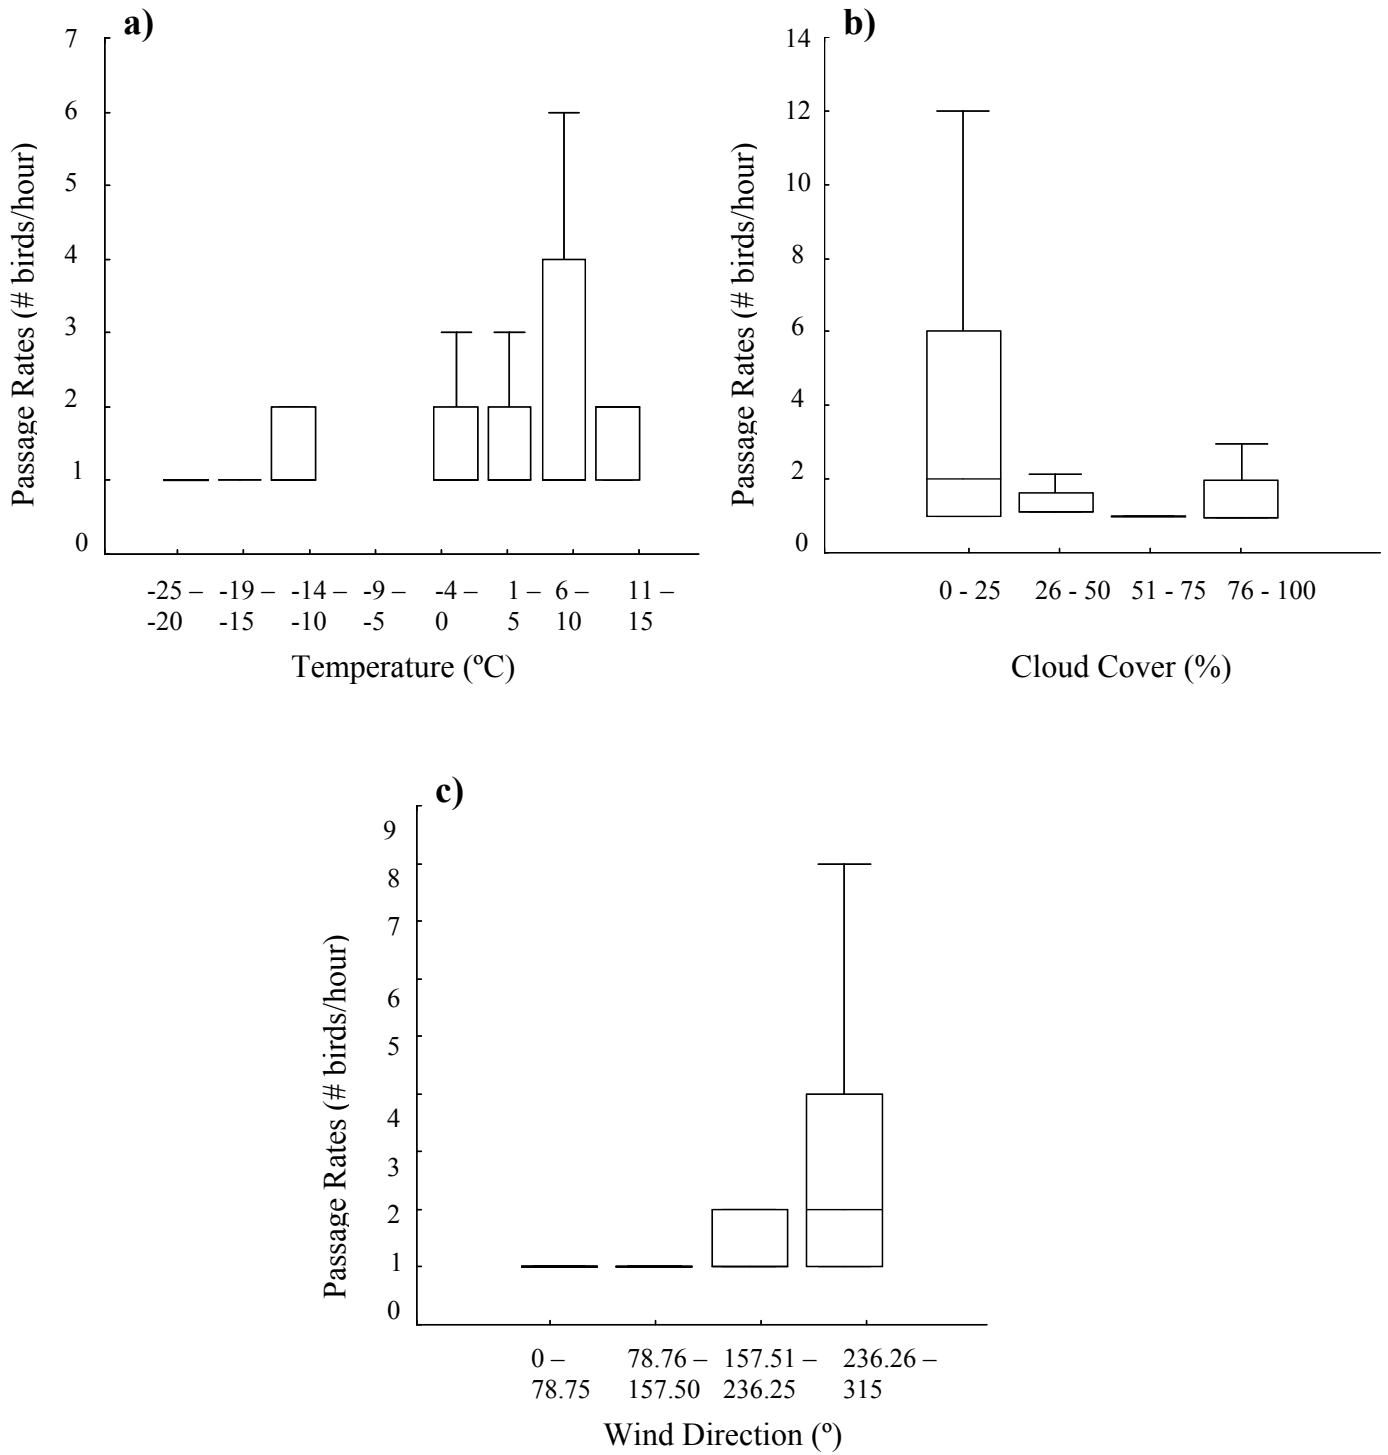 a)
7
6
5
4
3
2
1
0
Passage Rates (# birds/hour)
-25 – -19 – -14 – -9 – -4 – 1 – 6 – 11 –
-20 -15 -10 -5 0 5 10 15
Temperature (ºC)
b)
14
12
10
8
6
4
2
0
Passage Rates (# birds/hour)
0 - 25 26 - 50 51 - 75 76 - 100
Cloud Cover (%)
c)
9
8
7
6
5
4
3
2
1
0
Passage Rates (# birds/hour)
0 – 78.76 – 157.51 – 236.26 –
78.75 157.50 236.25 315
Wind Direction (º)